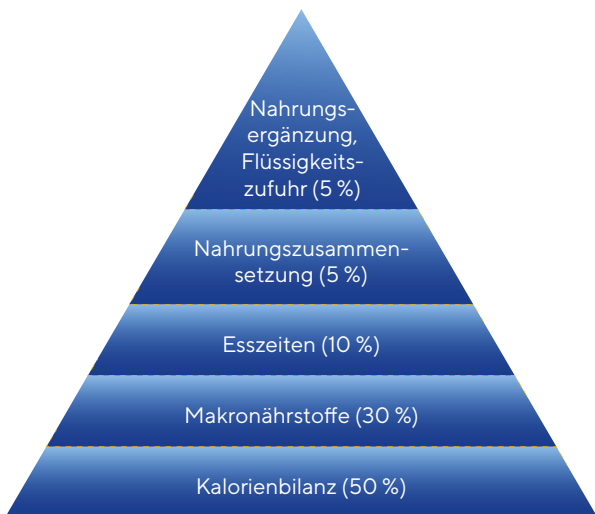 Nahrungs-
ergänzung,
Flüssigkeits-
zufuhr (5 %)
Nahrungszusammen-
setzung (5 %)
Esszeiten (10 %)
Makronährstoffe (30 %)
Kalorienbilanz (50 %)